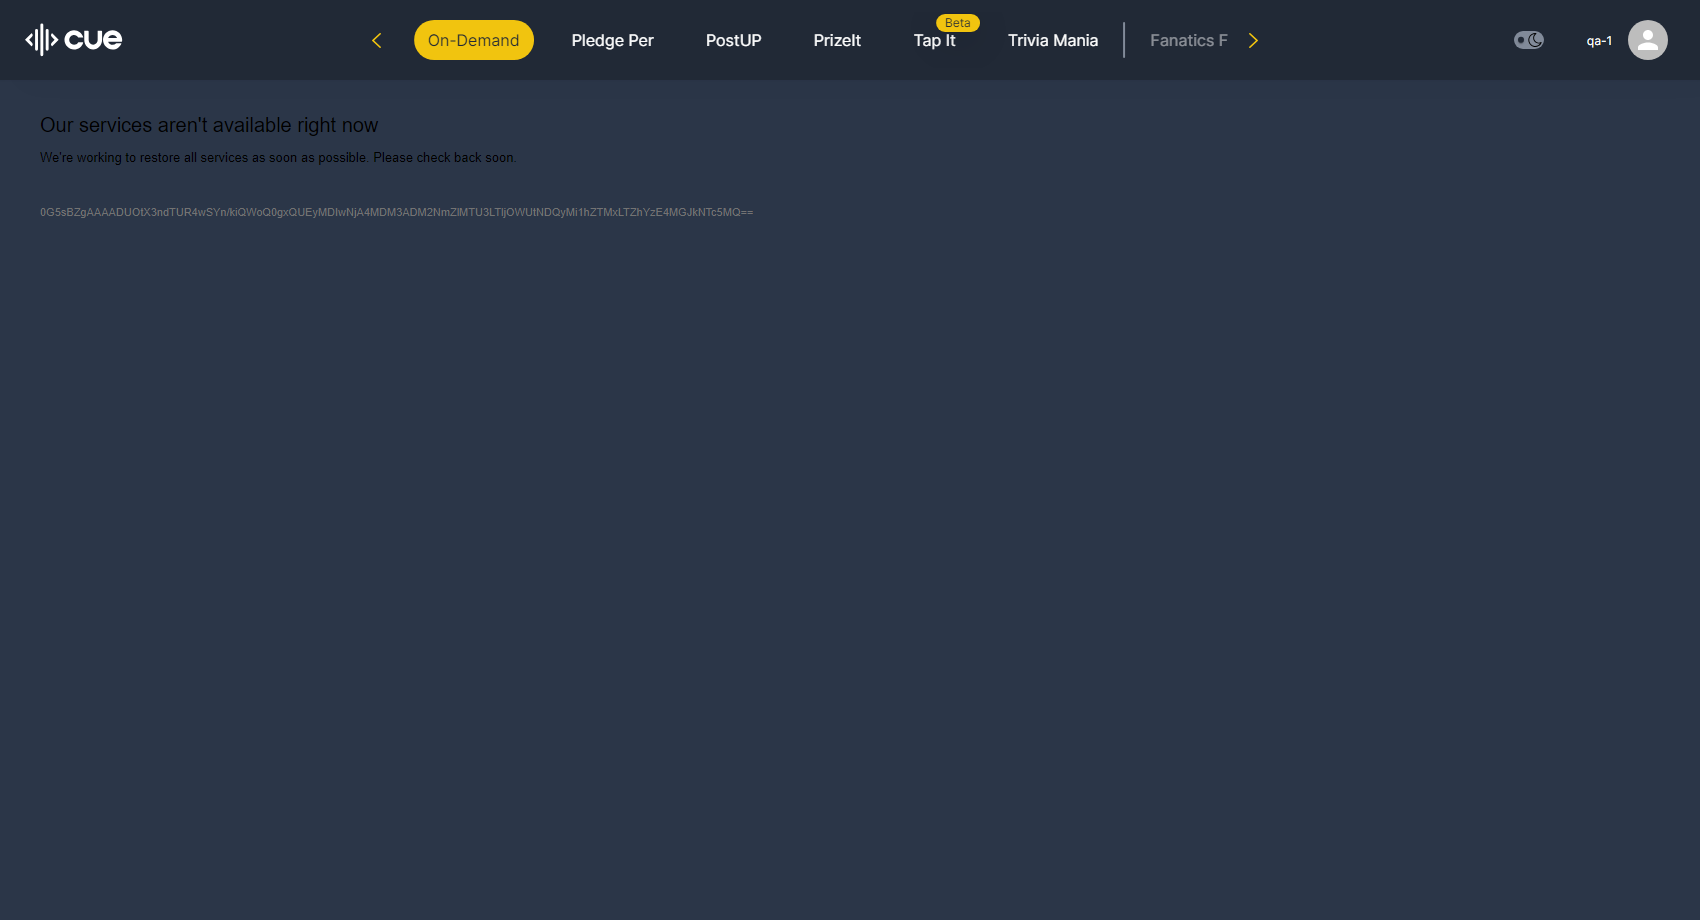 cue
On-Demand
Pledge Per
PostUP
PrizeIt
Beta
Tap It
Trivia Mania
Fanatics F
qa-1
Our services aren't available right now
We're working to restore all services as soon as possible. Please check back soon.
0G5sBZgAAAADUOtX3ndTUR4wSYn/kiQWoQ0gxQUEyMDIwNjA4MDM3ADM2NmZlMTU3LTljOWUtNDQyMi1hZTMxLTZhYzE4MGJkNTc5MQ==